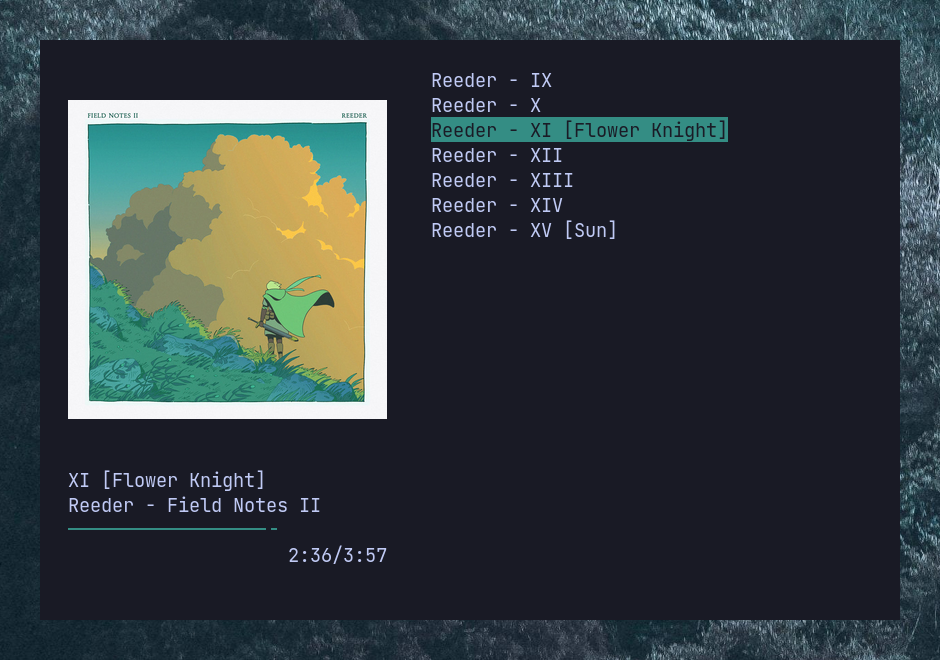 FIELD NOTES II
REEDER
XI [Flower Knight]
Reeder - Field Notes II
2:36/3:57
Reeder - IX
Reeder - X
Reeder - XI [Flower Knight]
Reeder - XII
Reeder - XIII
Reeder - XIV
Reeder - XV [Sun]